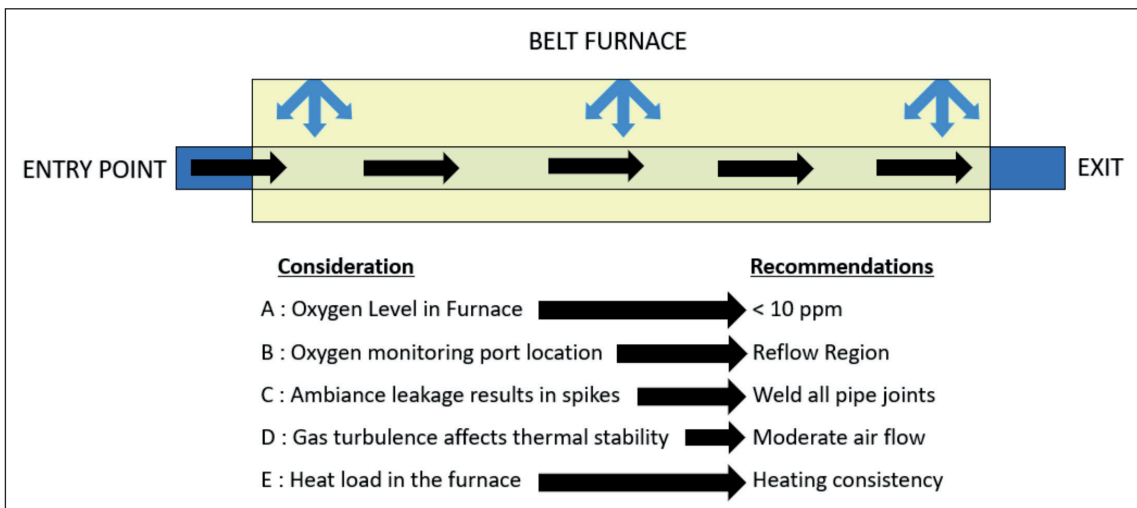 BELT FURNACE
ENTRY POINT
EXIT
Consideration Recommendations
A : Oxygen Level in Furnace < 10 ppm
B : Oxygen monitoring port location Reflow Region
C : Ambiance leakage results in spikes Weld all pipe joints
D : Gas turbulence affects thermal stability Moderate air flow
E : Heat load in the furnace Heating consistency